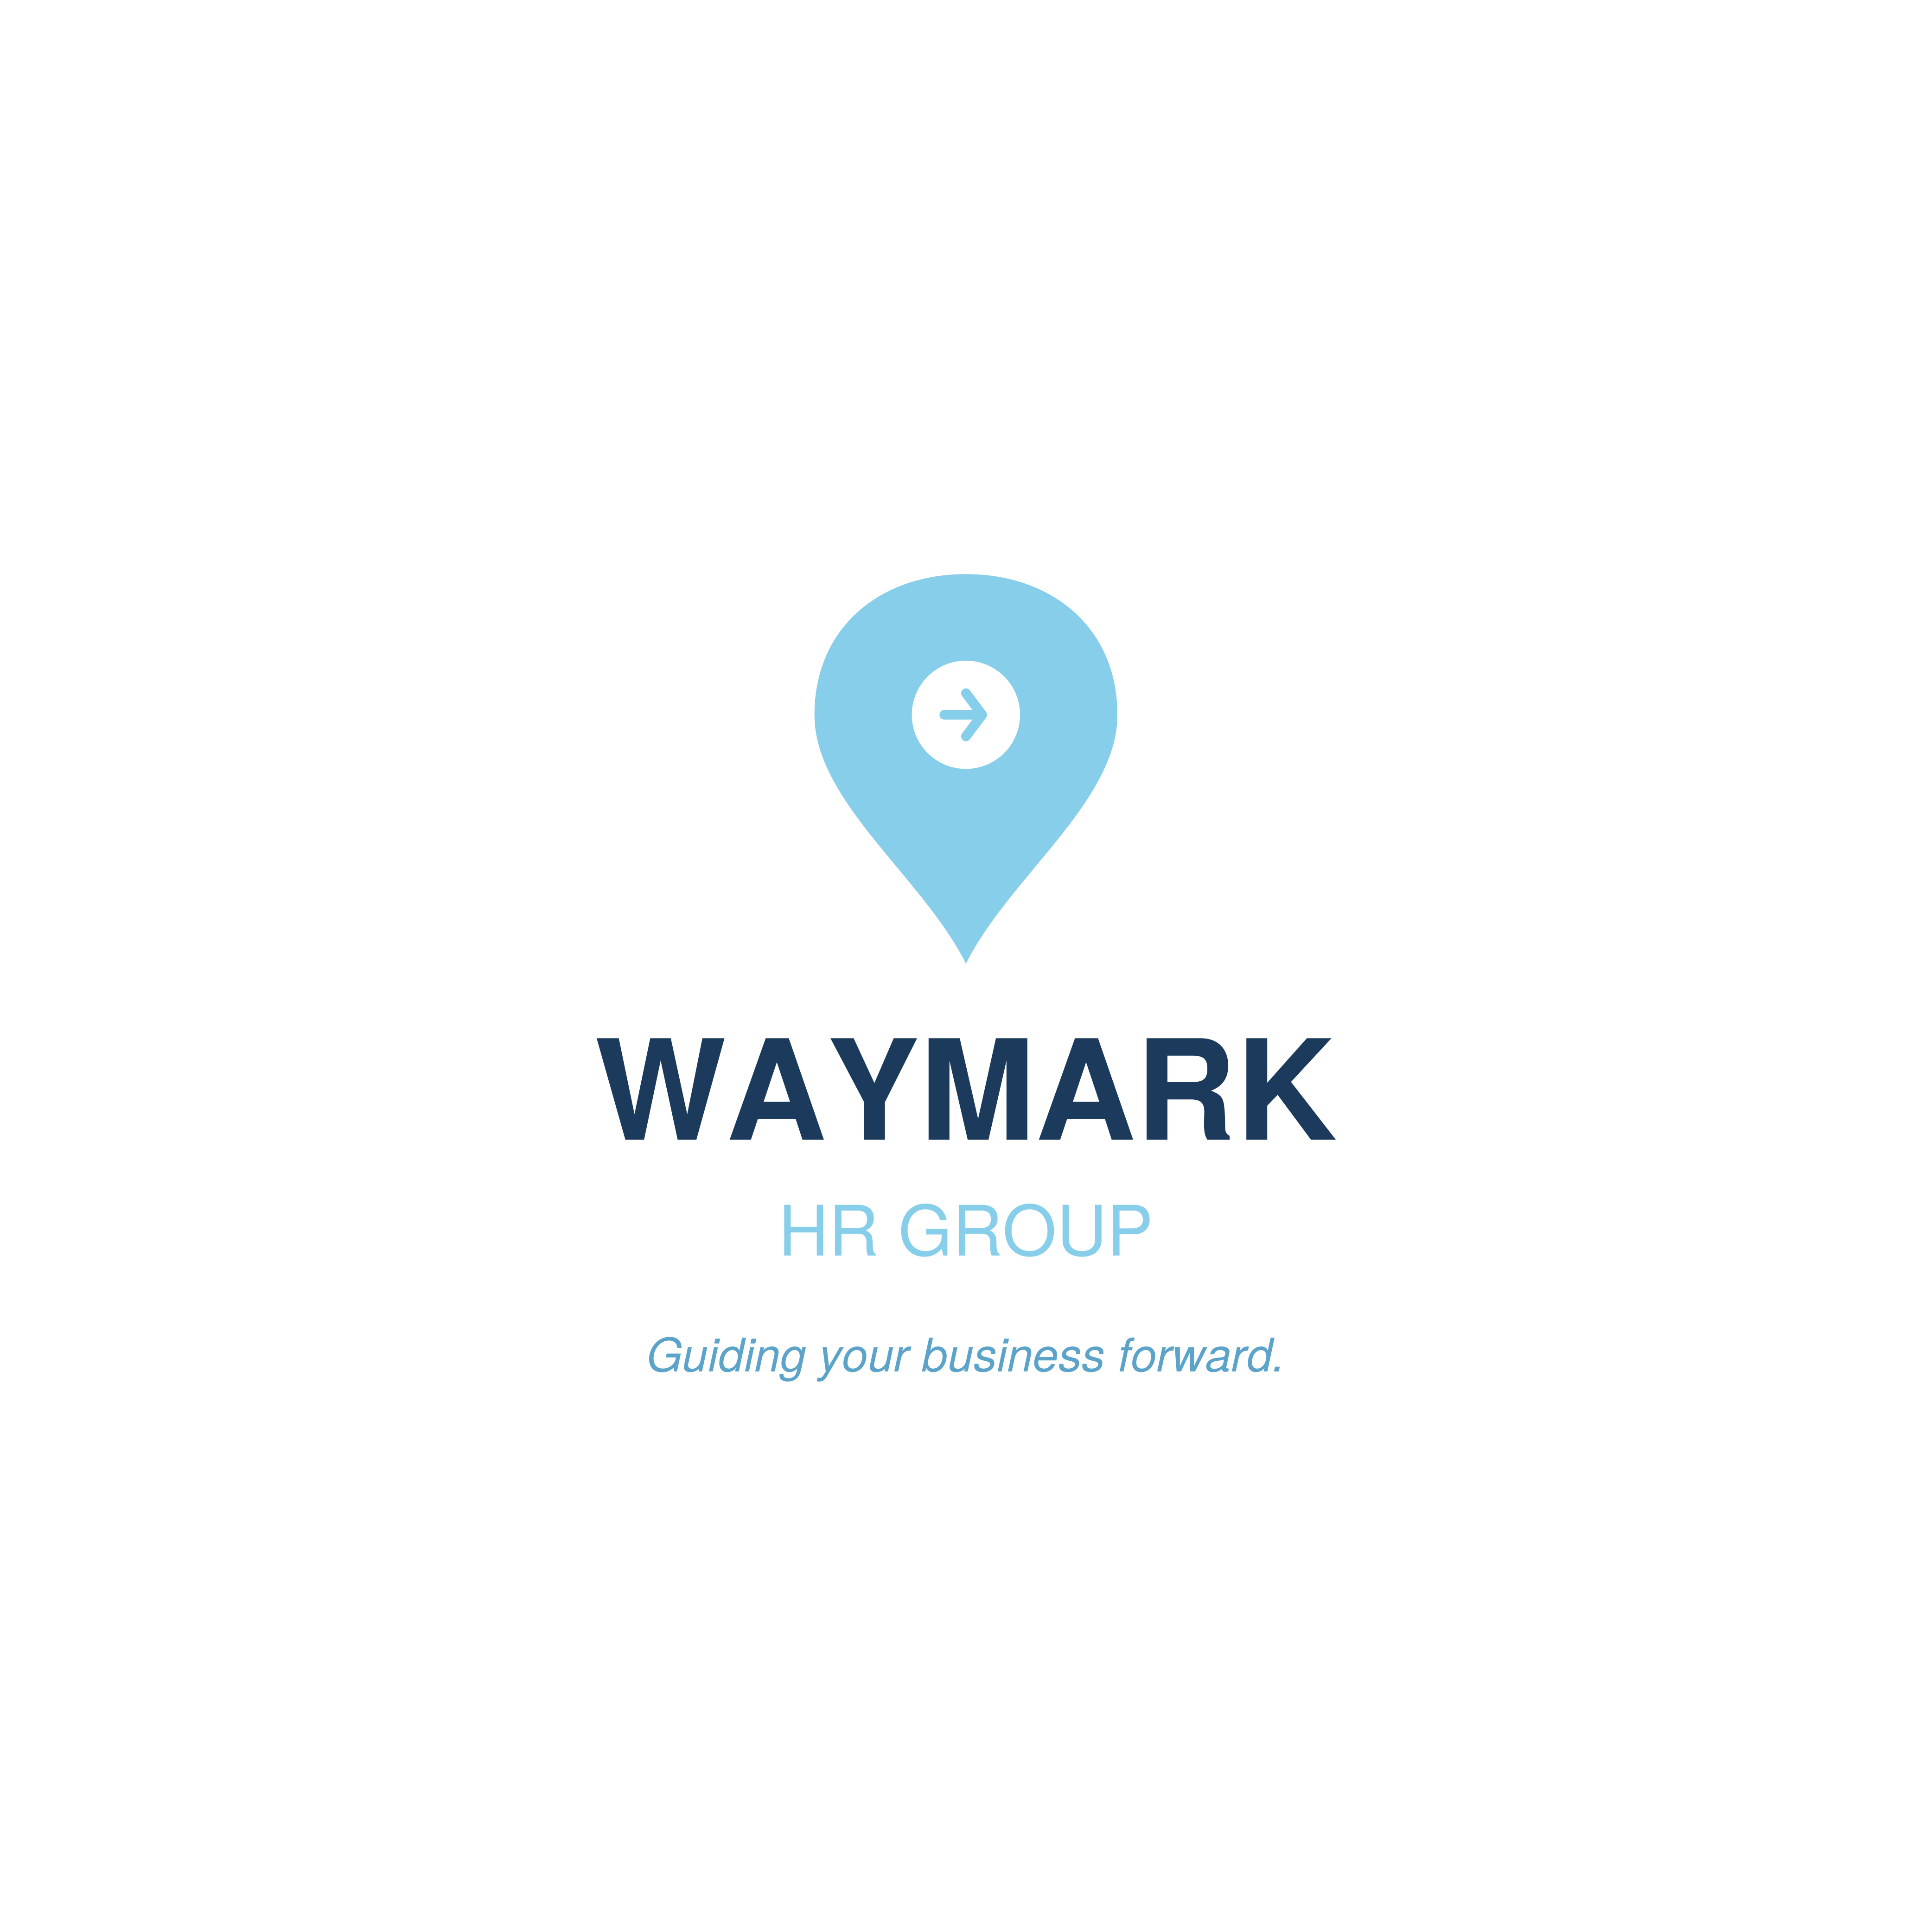 WAYMARK
HR GROUP
Guiding your business forward.